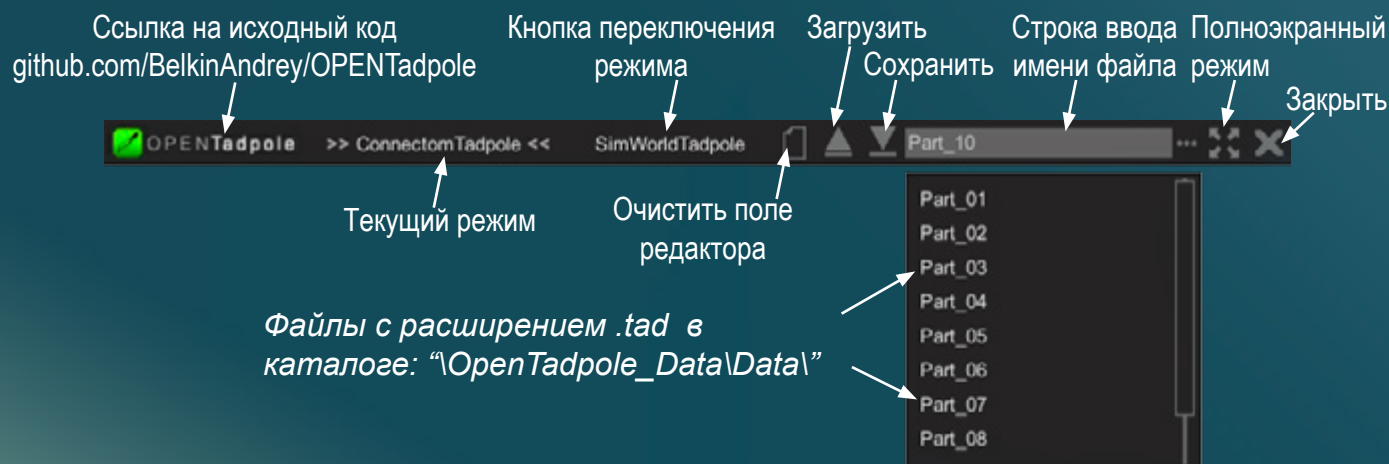 Ссылка на исходный код
github.com/BelkinAndrey/OPENTadpole
Кнопка переключения
режима
Загрузить
Сохранить
Строка ввода
имени файла
Полноэкранный
режим
Закрыть
OPENTadpole >> ConnectomTadpole << SimWorldTadpole Part_10 ...
Текущий режим
Очистить поле
редактора
Файлы с расширением .tad в
каталоге: “\OpenTadpole_Data\Data\”
Part_01
Part_02
Part_03
Part_04
Part_05
Part_06
Part_07
Part_08